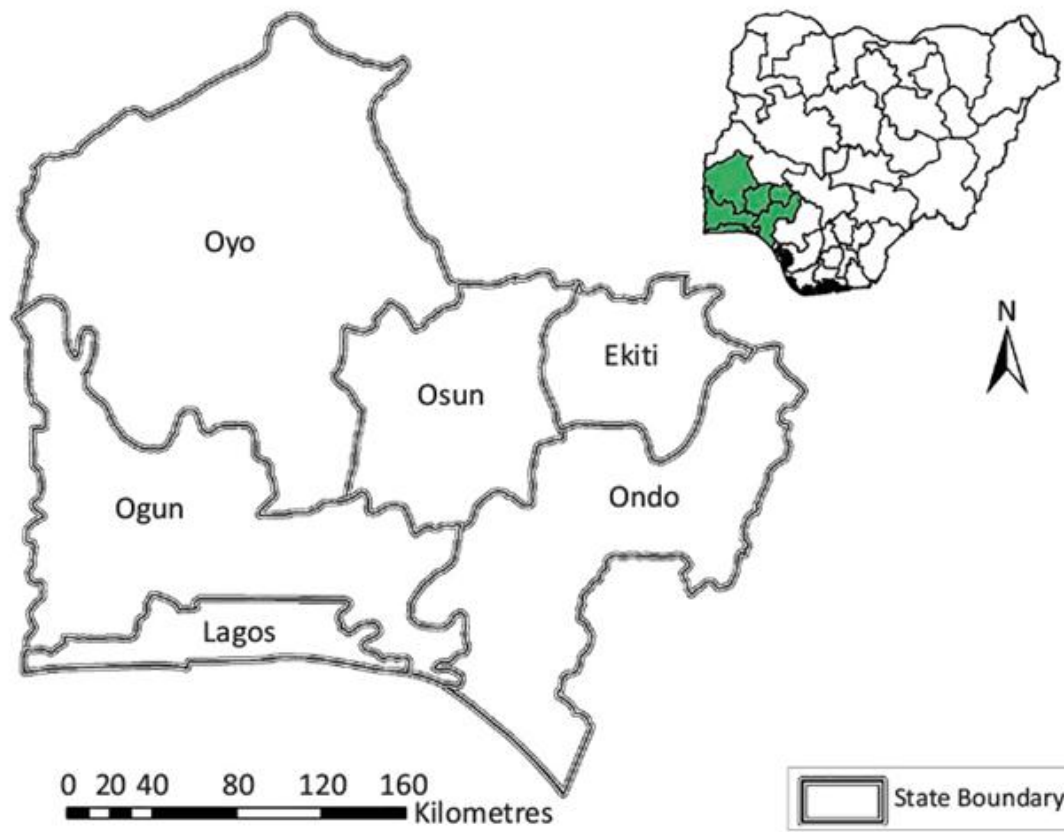 N
Oyo
Ekiti
Osun
Ogun
Ondo
Lagos
0 20 40 80 120 160
Kilometres
State Boundary